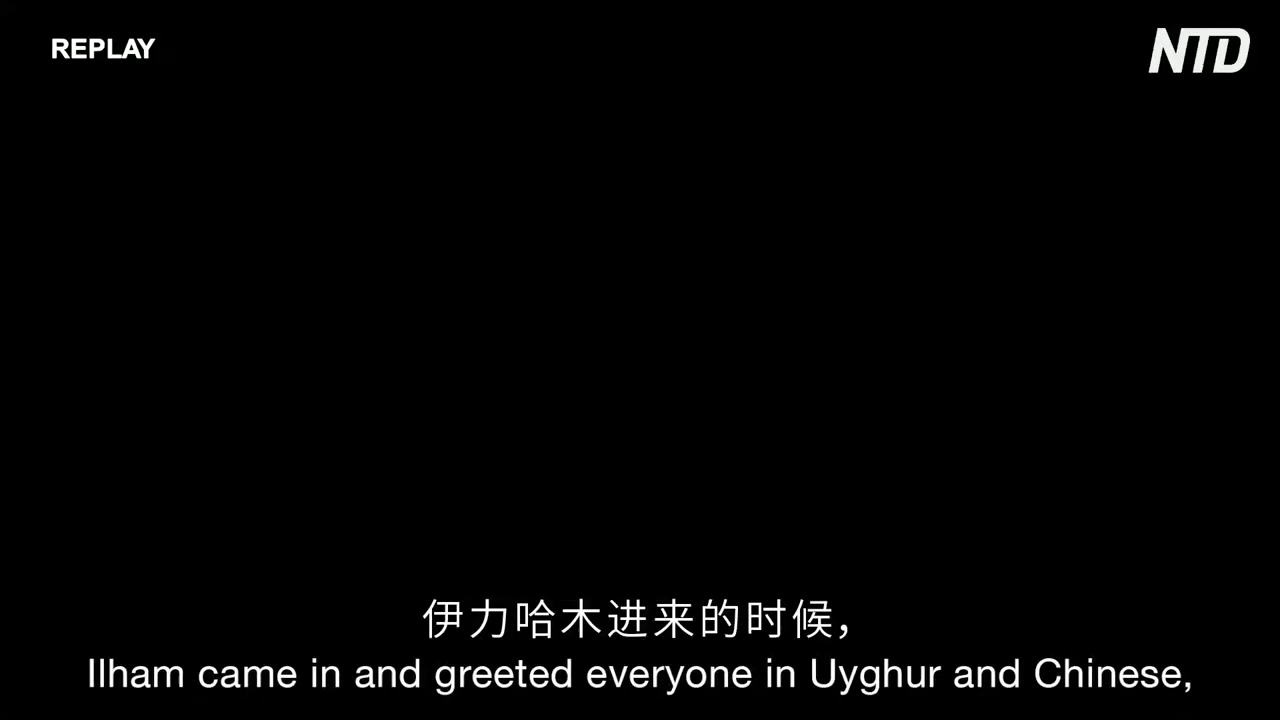 REPLAY
NTD
伊力哈木进来的时候，
Ilham came in and greeted everyone in Uyghur and Chinese,